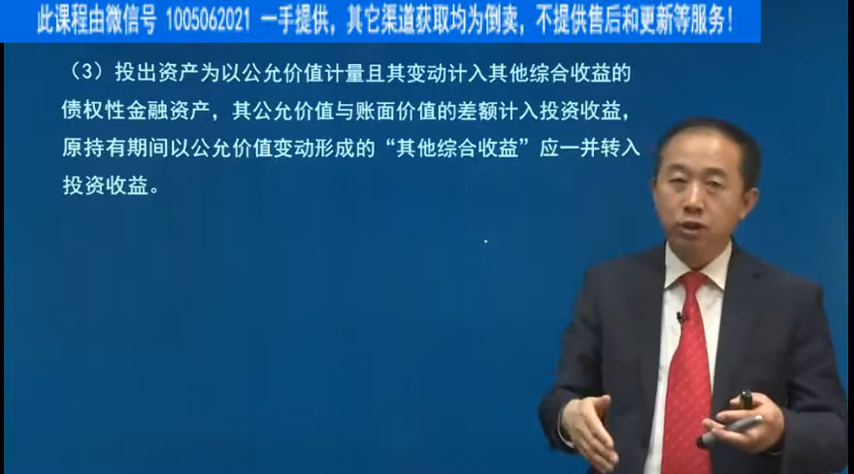 此课程由微信号 1005062021 一手提供，其它渠道获取均为倒卖，不提供售后和更新等服务！
（3）投出资产为以公允价值计量且其变动计入其他综合收益的
债权性金融资产，其公允价值与账面价值的差额计入投资收益，
原持有期间以公允价值变动形成的“其他综合收益”应一并转入
投资收益。